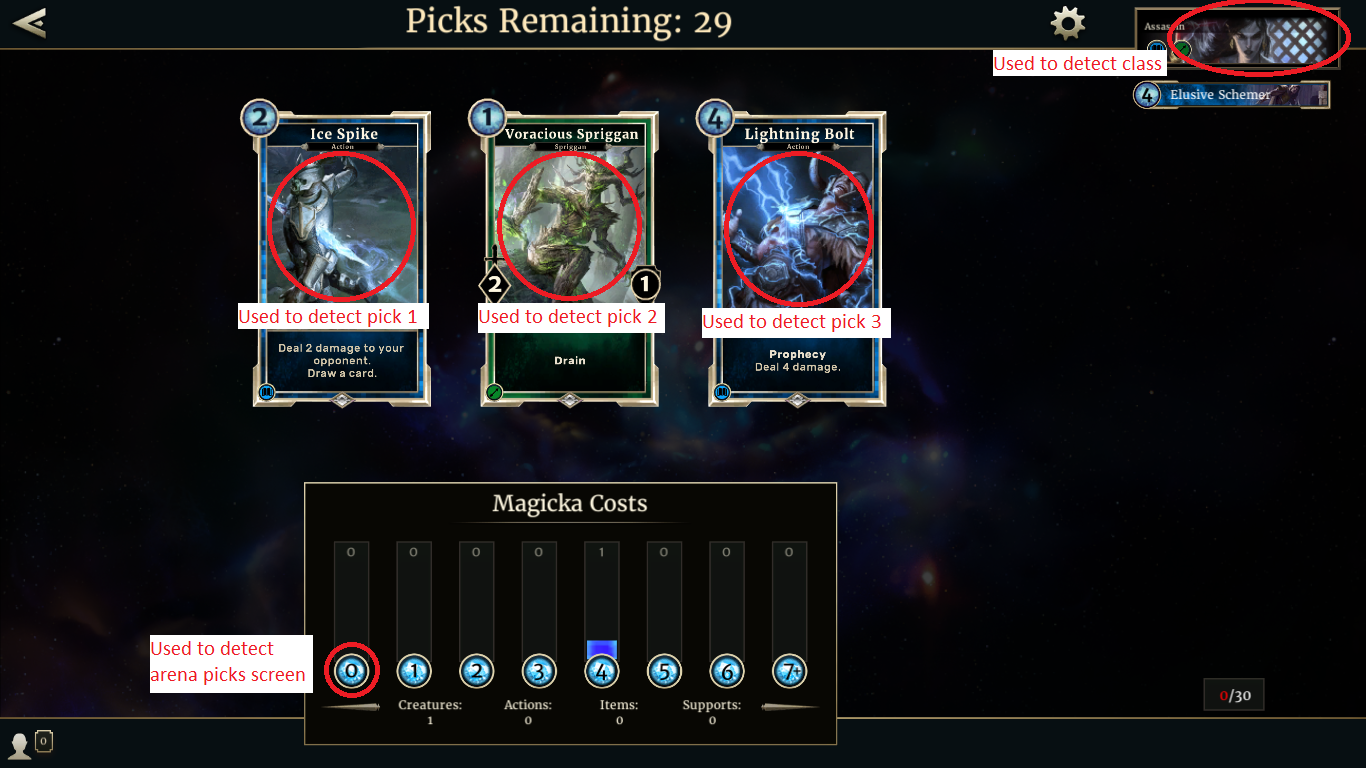 Picks Remaining: 29
Assassin
Used to detect class
4 Elusive Schemer
2 Ice Spike
Action
Used to detect pick 1
Deal 2 damage to your
opponent.
Draw a card.
1 Voracious Spriggan
Spriggan
2 1
Used to detect pick 2
Drain
4 Lightning Bolt
Action
Used to detect pick 3
Prophecy
Deal 4 damage.
Magicka Costs
0 0 0 0 1 0 0 0
Used to detect
arena picks screen
0 1 2 3 4 5 6 7+
Creatures: Actions: Items: Supports:
1 0 0 0
0/30
0